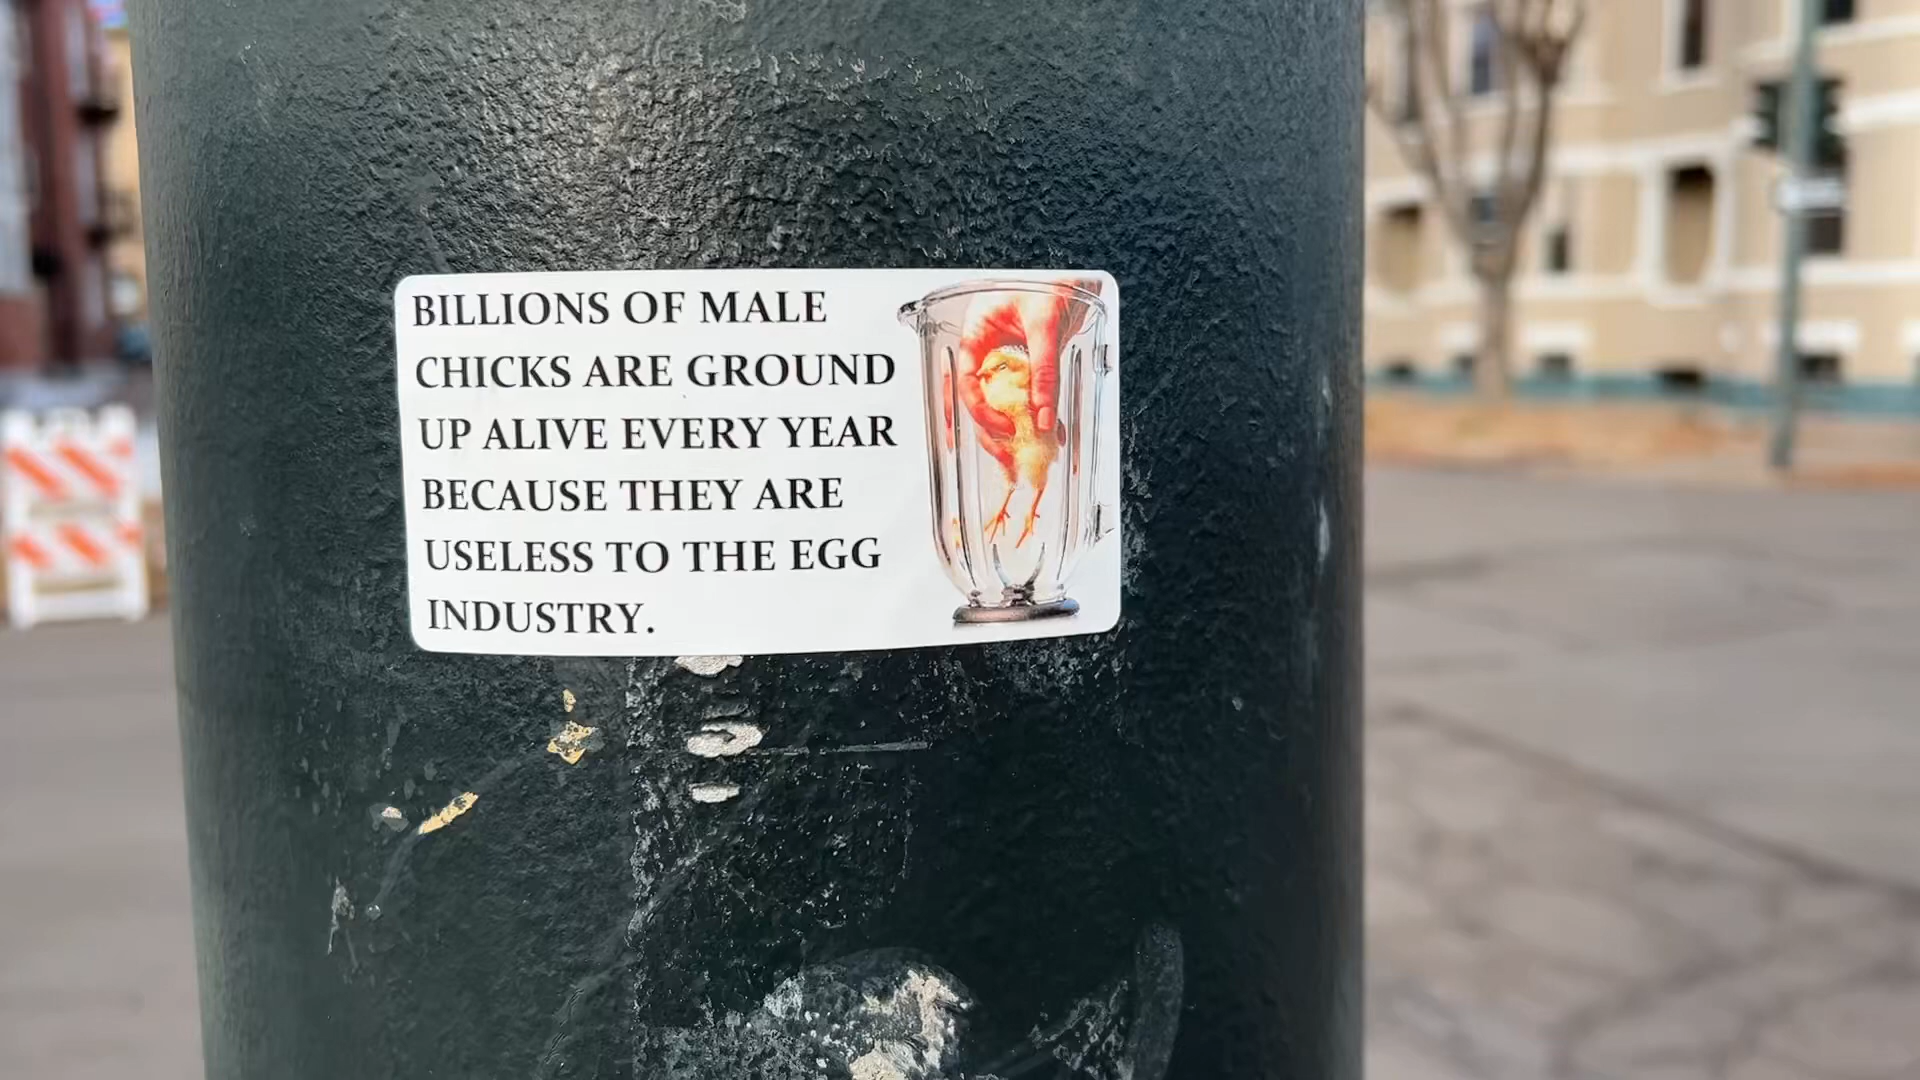 BILLIONS OF MALE
CHICKS ARE GROUND
UP ALIVE EVERY YEAR
BECAUSE THEY ARE
USELESS TO THE EGG
INDUSTRY.